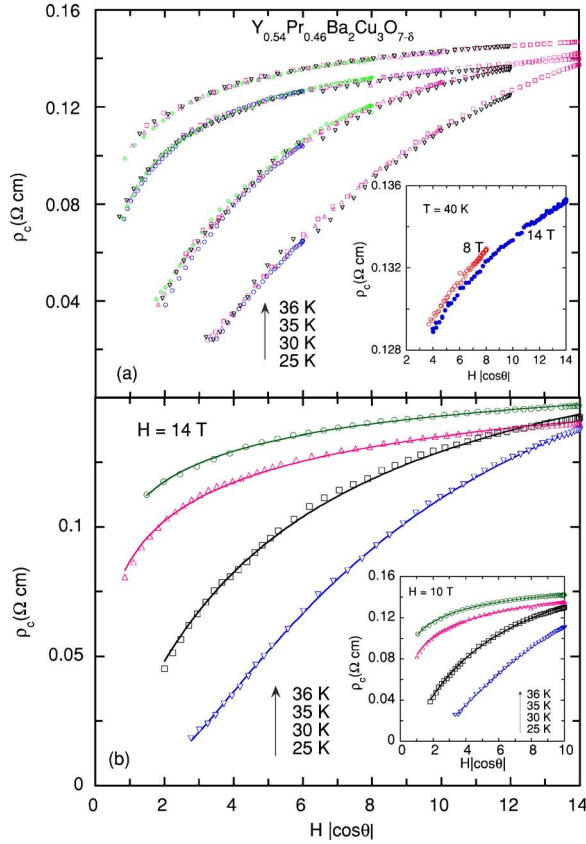 Y0.54Pr0.46Ba2Cu3O7-δ
(a)
0.16
0.12
0.08
0.04
0
ρc(Ω cm)
36 K
35 K
30 K
25 K
T = 40 K
8 T
14 T
0.136
0.132
0.128
ρc(Ω cm)
2 4 6 8 10 12 14
H |cosθ|
H = 14 T
(b)
0.1
0.05
0
ρc(Ω cm)
36 K
35 K
30 K
25 K
H = 10 T
0.16
0.12
0.08
0.04
0
ρc(Ω cm)
36 K
35 K
30 K
25 K
0 2 4 6 8 10
H|cosθ|
0 2 4 6 8 10 12 14
H |cosθ|